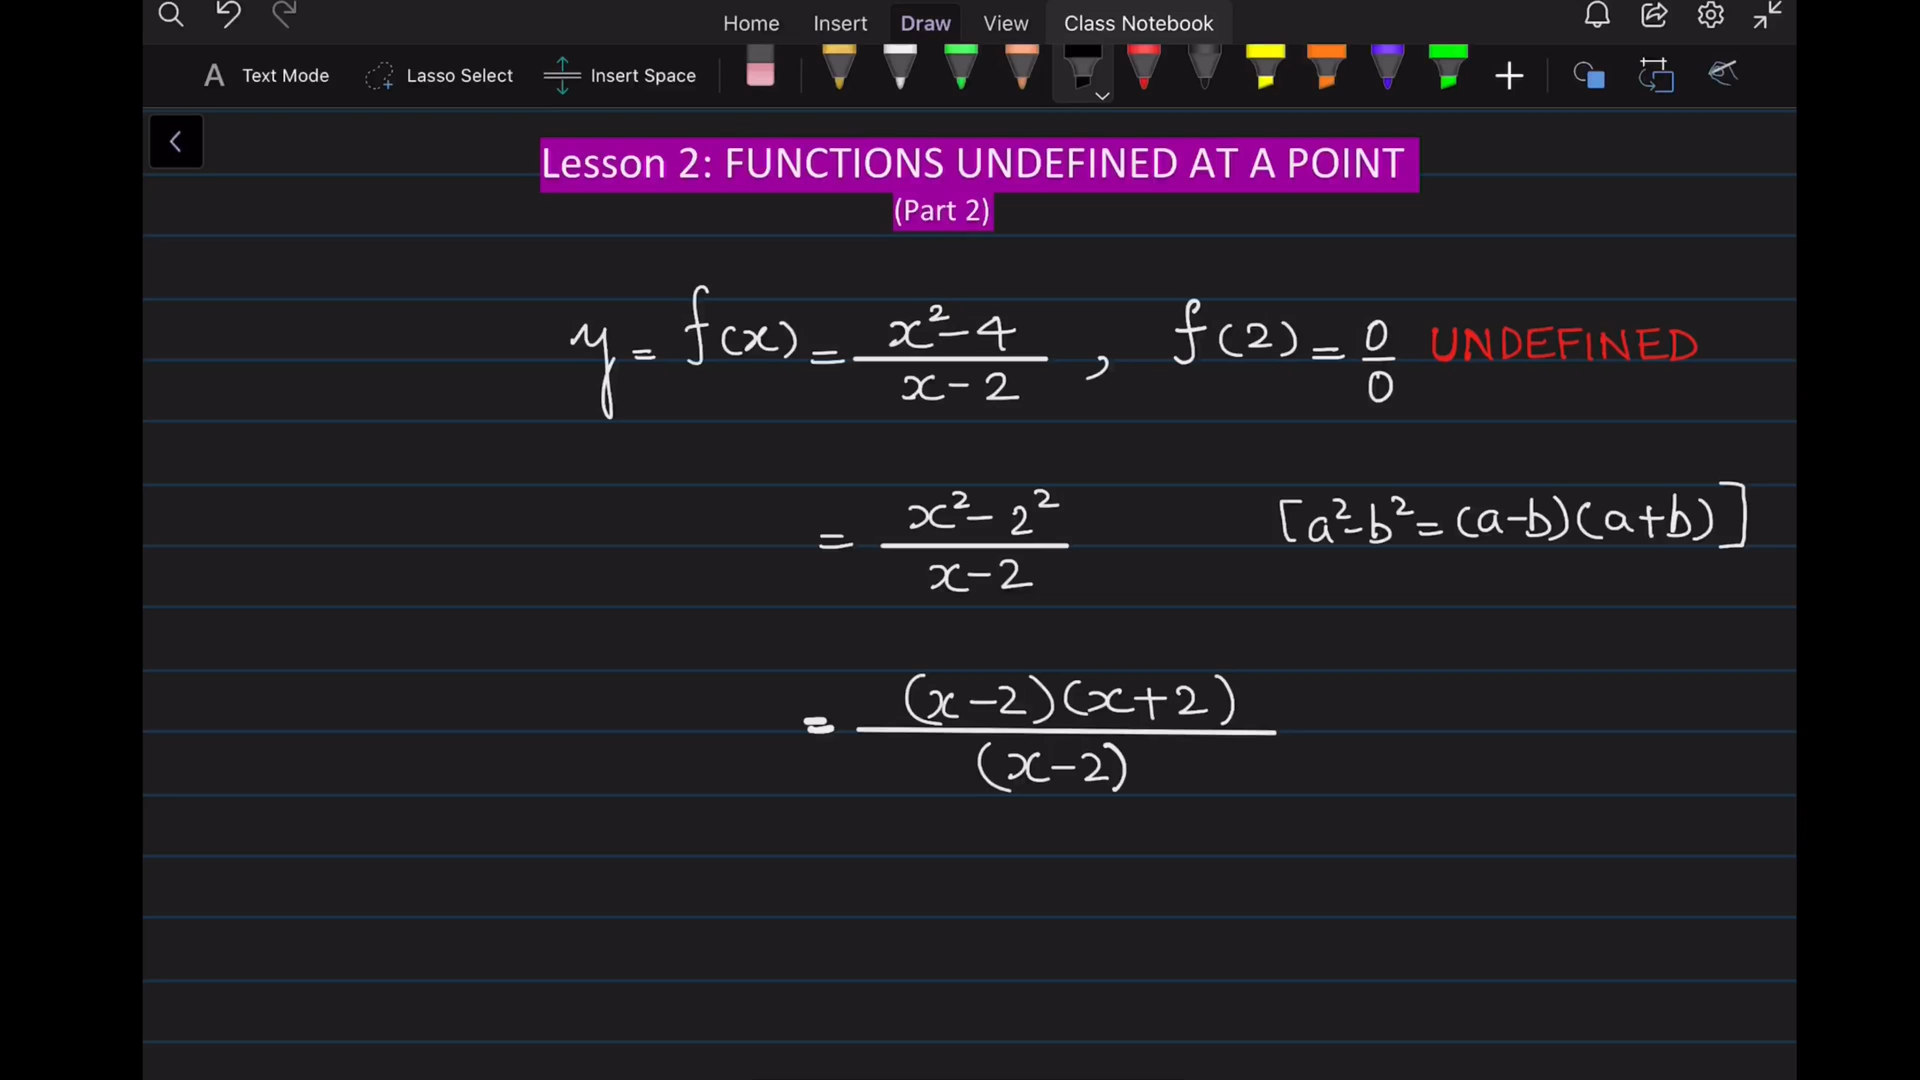 Home Insert Draw View Class Notebook
A Text Mode Lasso Select Insert Space
Lesson 2: FUNCTIONS UNDEFINED AT A POINT
(Part 2)
y = f(x) = (x² - 4)/(x - 2) , f(2) = 0/0 UNDEFINED
= (x² - 2²)/(x - 2) [a² - b² = (a-b)(a+b)]
= (x-2)(x+2)/(x-2)